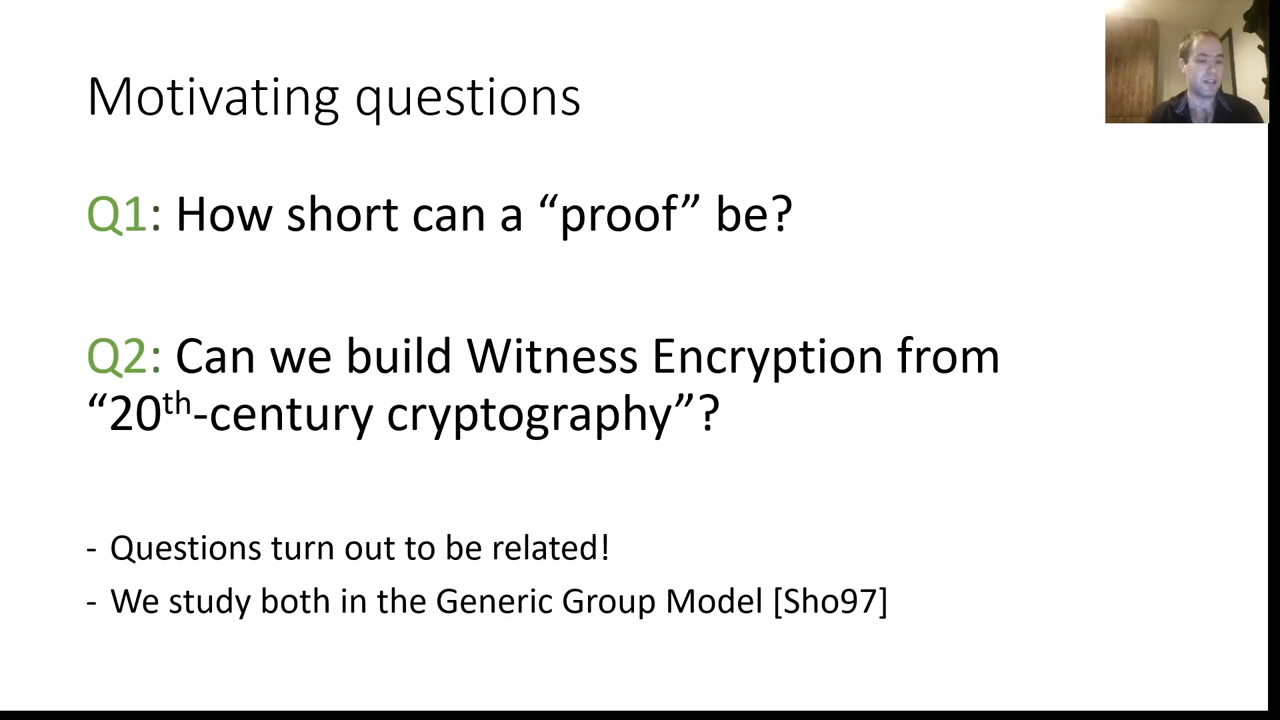 Motivating questions
Q1: How short can a “proof” be?
Q2: Can we build Witness Encryption from
“20th-century cryptography”?
- Questions turn out to be related!
- We study both in the Generic Group Model [Sho97]